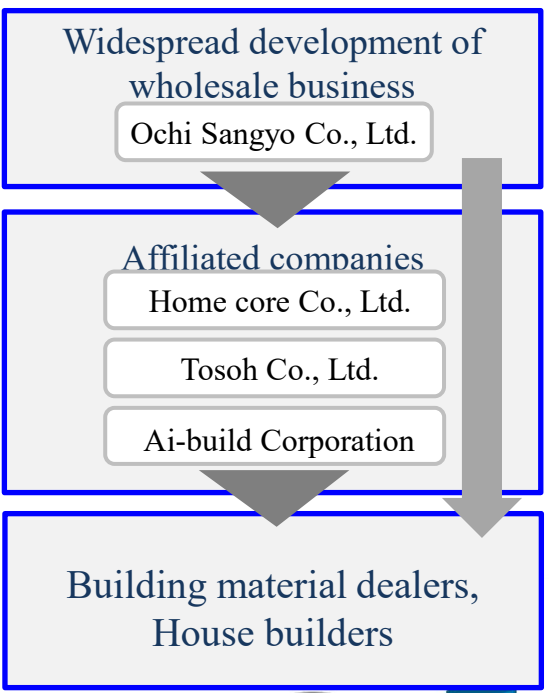 Widespread development of
wholesale business
Ochi Sangyo Co., Ltd.
Affiliated companies
Home core Co., Ltd.
Tosoh Co., Ltd.
Ai-build Corporation
Building material dealers,
House builders